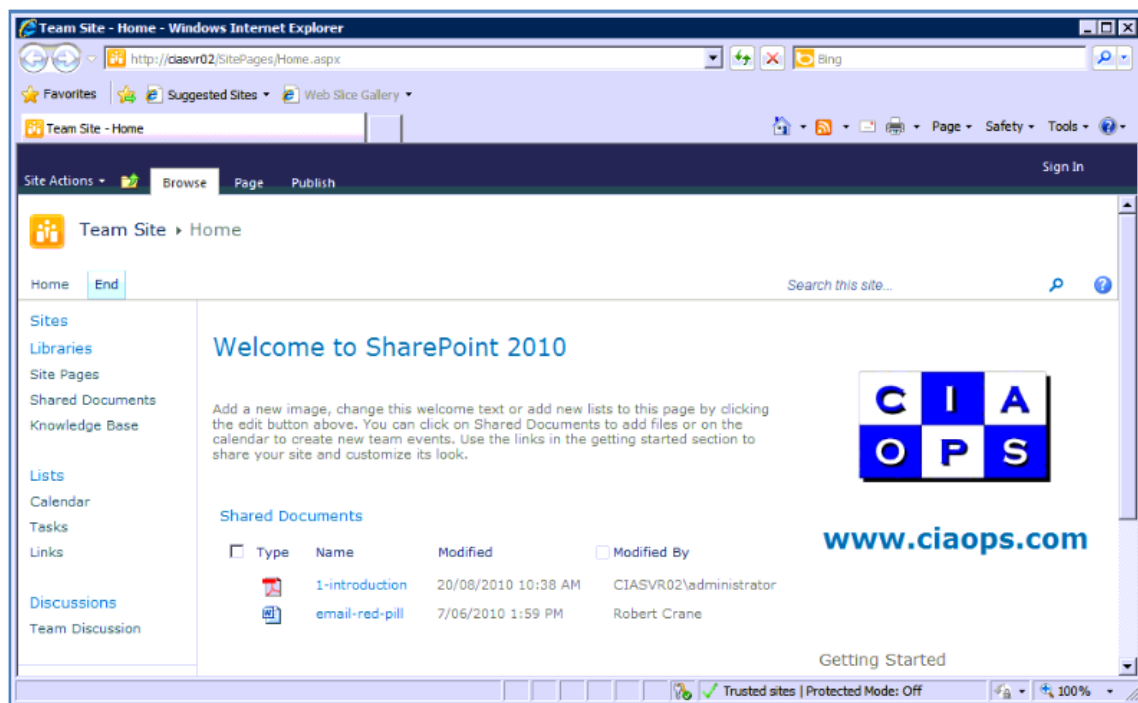 Team Site - Home - Windows Internet Explorer
http://ciasvr02/SitePages/Home.aspx
Bing
Favorites Suggested Sites Web Slice Gallery
Team Site - Home
Page Safety Tools
Sign In
Site Actions Browse Page Publish
Team Site Home
Home End
Search this site...
Sites
Libraries
Site Pages
Shared Documents
Knowledge Base
Lists
Calendar
Tasks
Links
Discussions
Team Discussion
Welcome to SharePoint 2010
Add a new image, change this welcome text or add new lists to this page by clicking
the edit button above. You can click on Shared Documents to add files or on the
calendar to create new team events. Use the links in the getting started section to
share your site and customize its look.
Shared Documents
Type Name Modified Modified By
1-introduction 20/08/2010 10:38 AM CIASVR02\administrator
email-red-pill 7/06/2010 1:59 PM Robert Crane
C I A
O P S
www.ciaops.com
Getting Started
Trusted sites | Protected Mode: Off
100%